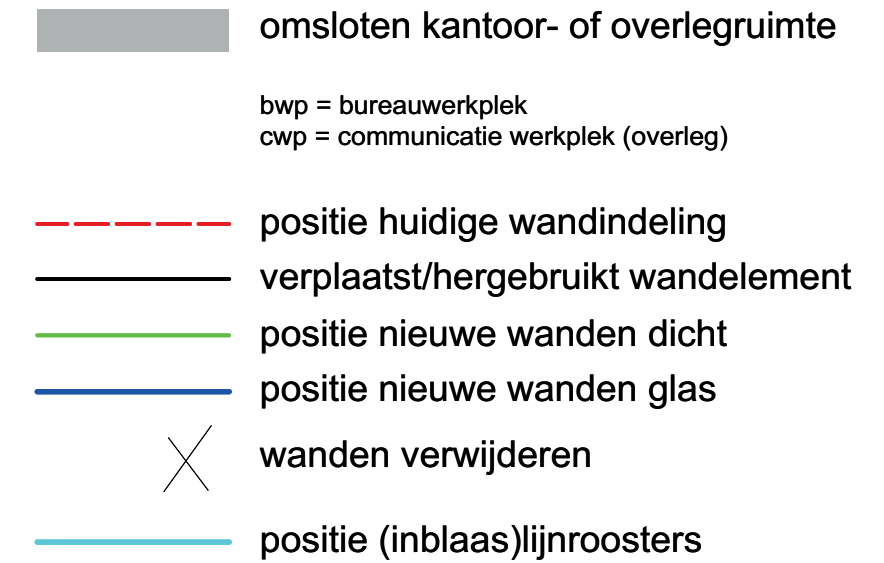 omsloten kantoor- of overlegruimte
bwp = bureauwerkplek
cwp = communicatie werkplek (overleg)
positie huidige wandindeling
verplaatst/hergebruikt wandelement
positie nieuwe wanden dicht
positie nieuwe wanden glas
wanden verwijderen
positie (inblaas)lijnroosters